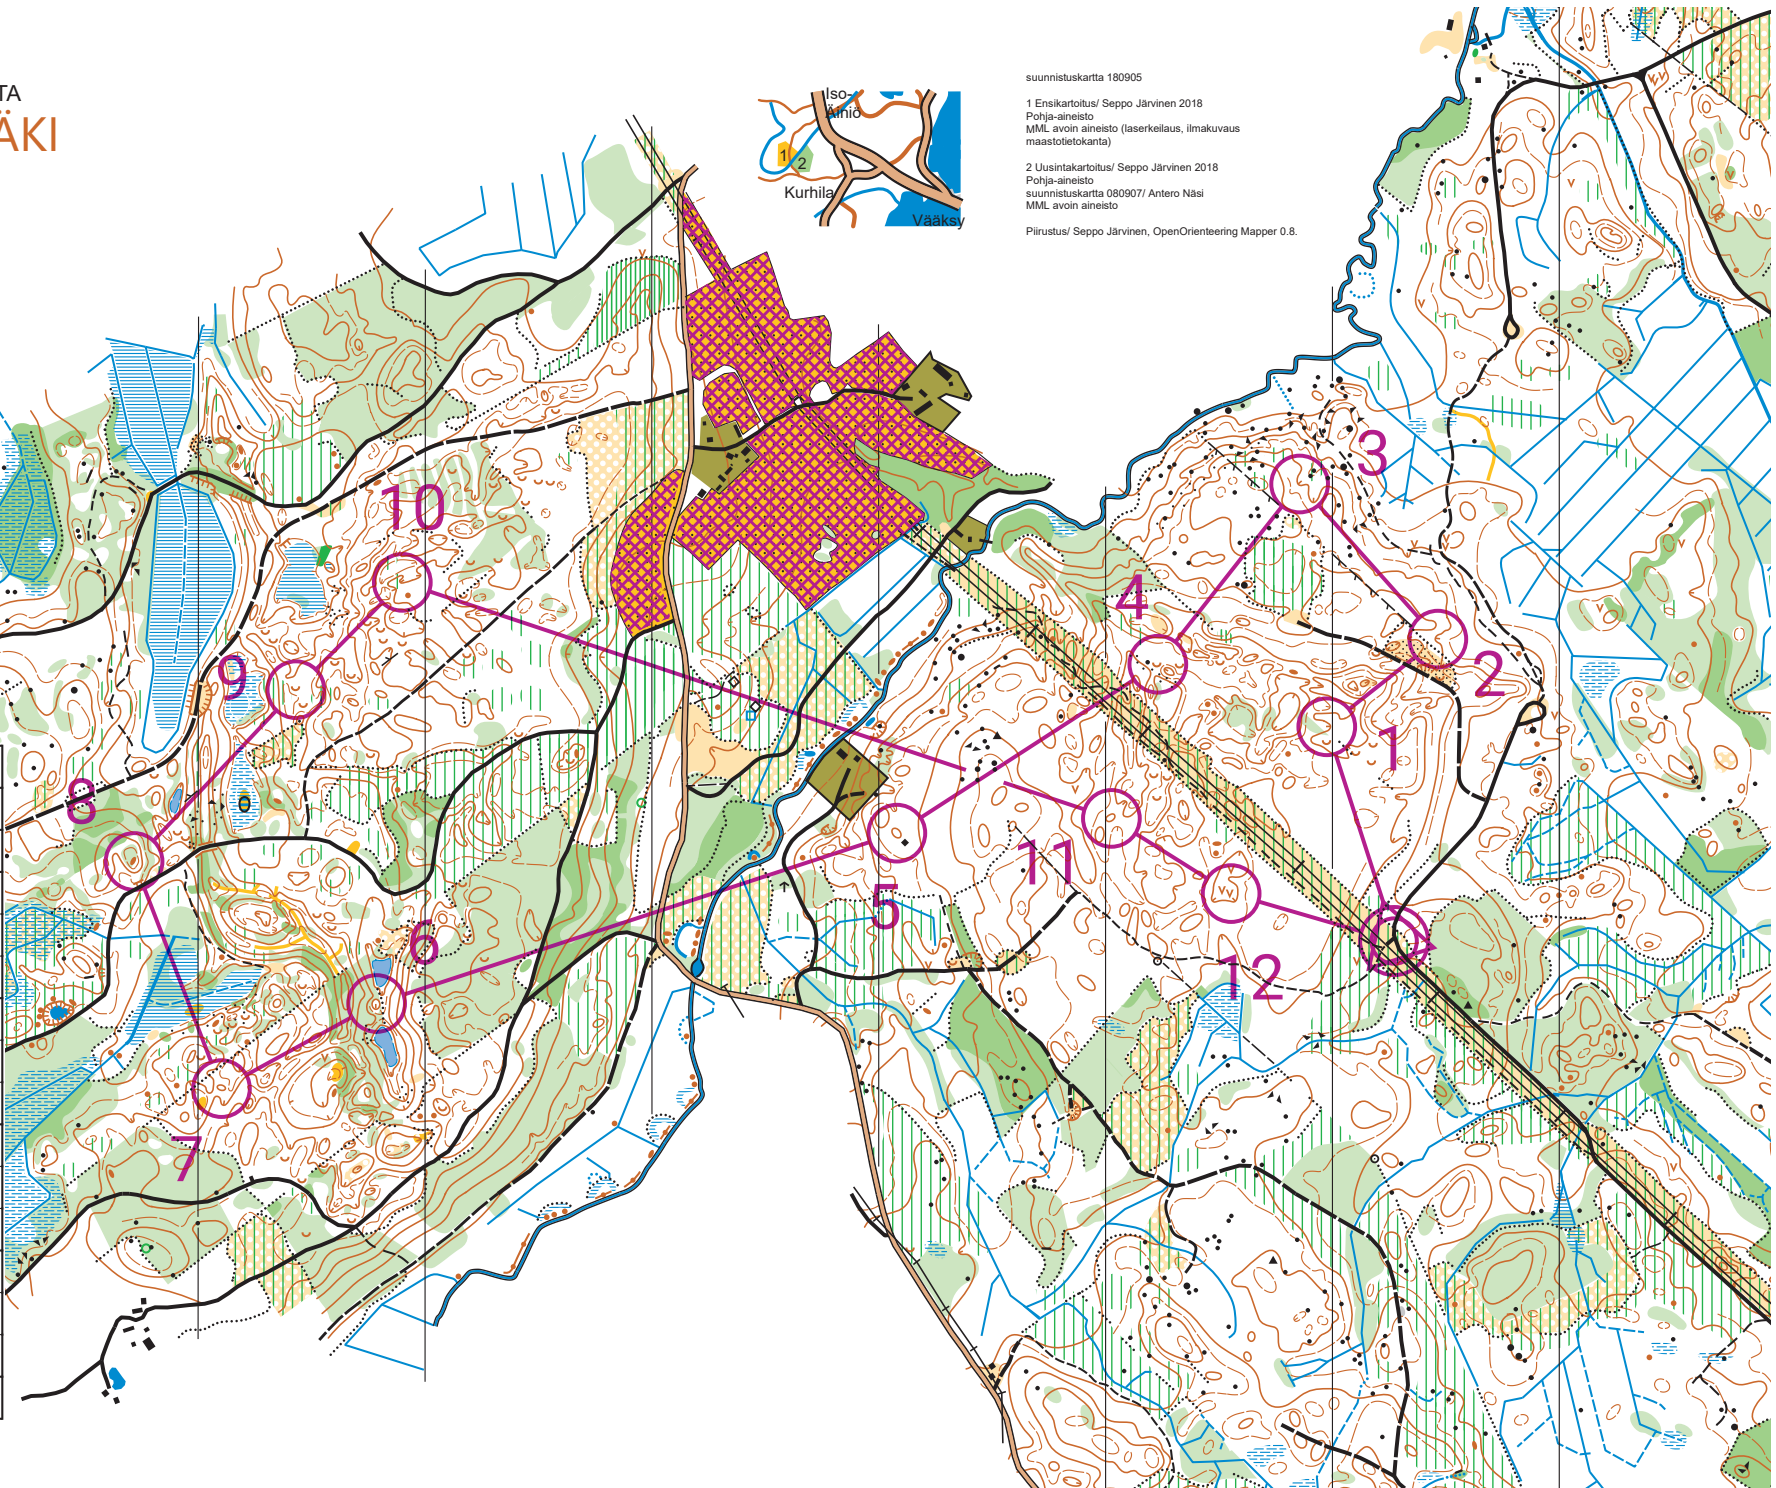 TA
ÄKI
Iso-
Äiniö
1
2
Kurhila
Vääksy
suunnistuskartta 180905
1 Ensikartoitus/ Seppo Järvinen 2018
Pohja-aineisto
MML avoin aineisto (laserkeilaus, ilmakuvaus
maastotietokanta)
2 Uusintakartoitus/ Seppo Järvinen 2018
Pohja-aineisto
suunnistuskartta 080907/ Antero Näsi
MML avoin aineisto
Piirustus/ Seppo Järvinen, OpenOrienteering Mapper 0.8.
3
10
4
9
2
1
8
11
5
6
12
7